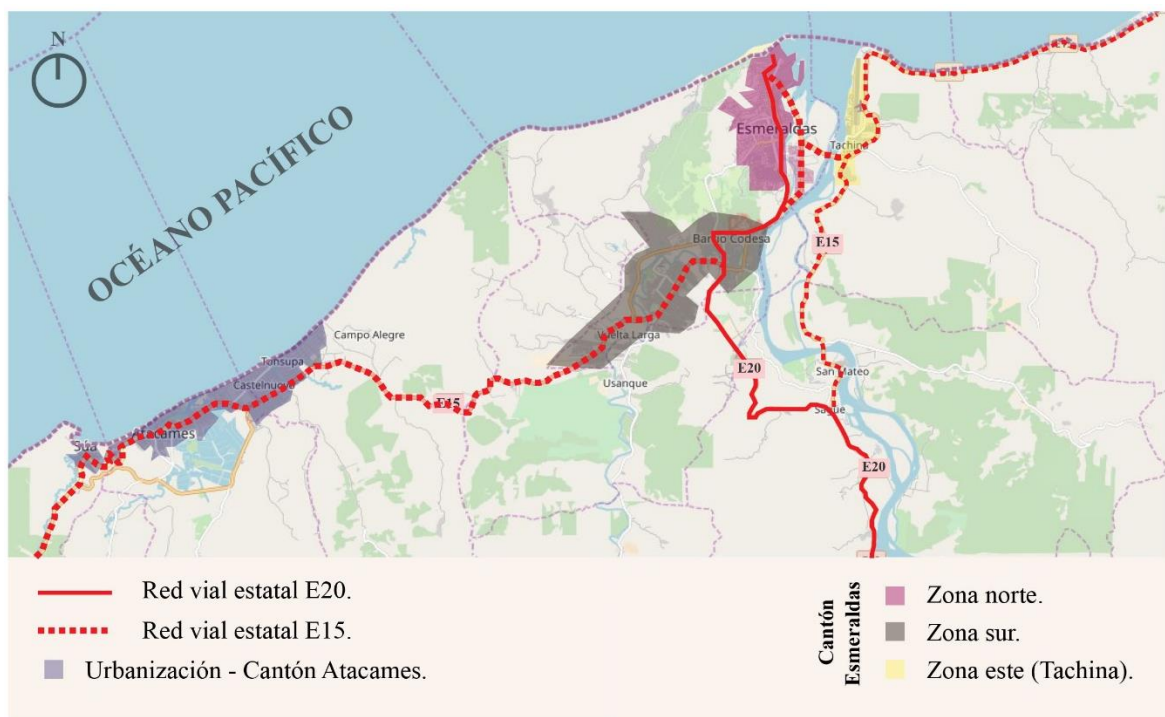 N
OCÉANO PACÍFICO
Esmeraldas
Tachina
E15
Barrio Codesa
Campo Alegre
Vuelta Larga
Tonsupa
E20
San Mateo
Castelnuovo
Usanque
E15
Atacames
Súa
E20
Red vial estatal E20.
Red vial estatal E15.
Urbanización - Cantón Atacames.
Cantón
Esmeraldas
Zona norte.
Zona sur.
Zona este (Tachina).